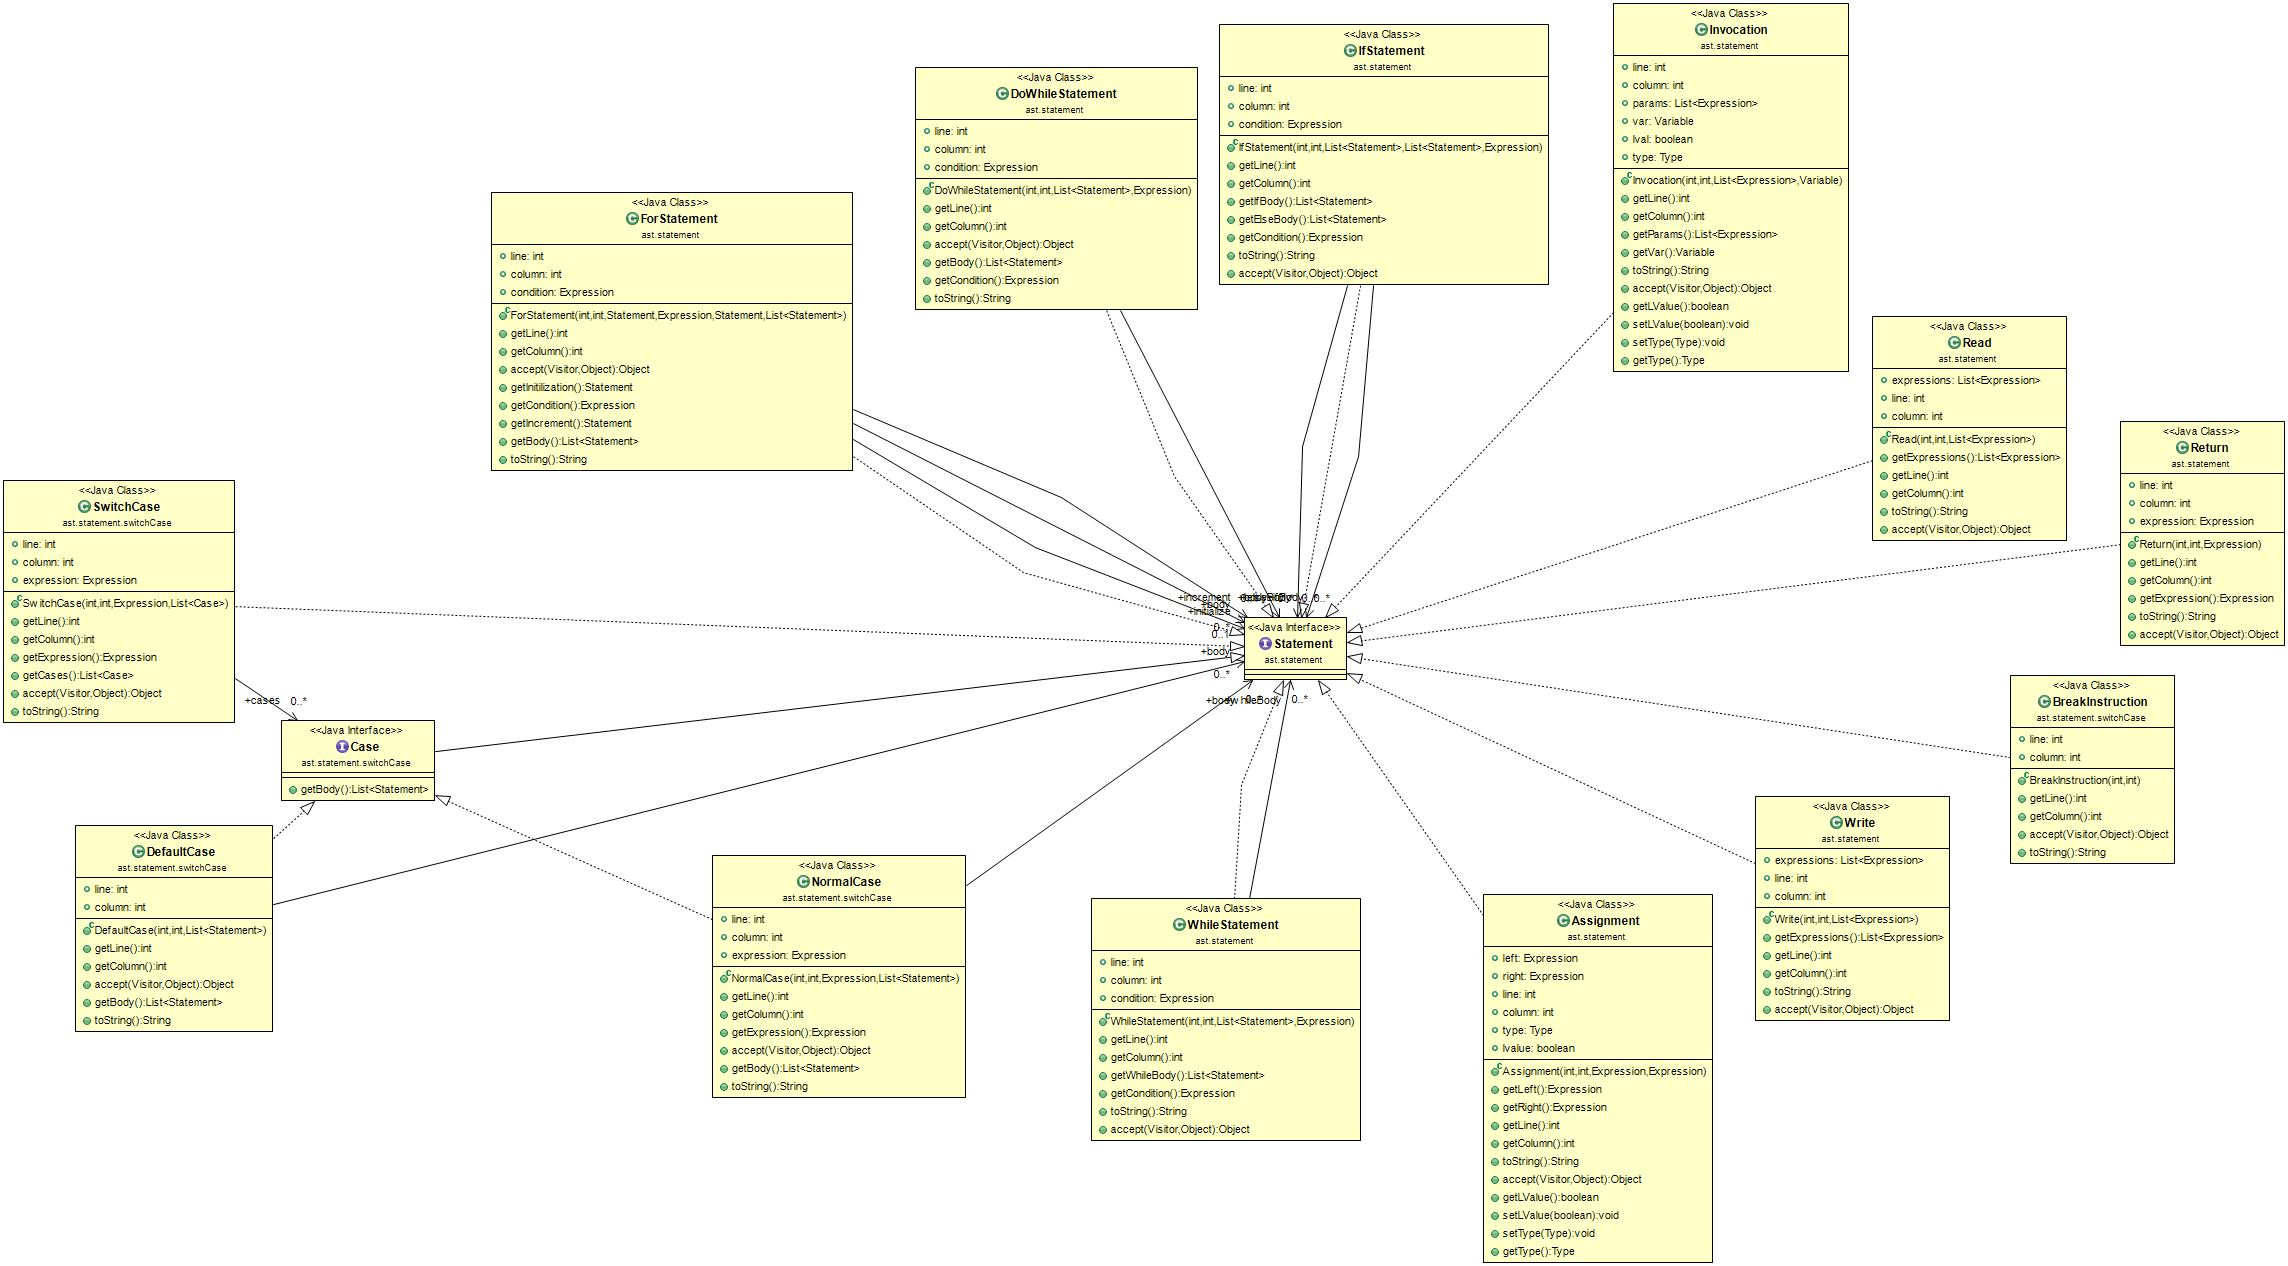 <<Java Class>>
ForStatement
ast.statement
line: int
column: int
condition: Expression
ForStatement(int,int,Statement,Expression,Statement,List<Statement>)
getLine():int
getColumn():int
accept(Visitor,Object):Object
getInitilization():Statement
getCondition():Expression
getIncrement():Statement
getBody():List<Statement>
toString():String
<<Java Class>>
DoWhileStatement
ast.statement
line: int
column: int
condition: Expression
DoWhileStatement(int,int,List<Statement>,Expression)
getLine():int
getColumn():int
accept(Visitor,Object):Object
getBody():List<Statement>
getCondition():Expression
toString():String
<<Java Class>>
IfStatement
ast.statement
line: int
column: int
condition: Expression
IfStatement(int,int,List<Statement>,List<Statement>,Expression)
getLine():int
getColumn():int
getIfBody():List<Statement>
getElseBody():List<Statement>
getCondition():Expression
toString():String
accept(Visitor,Object):Object
<<Java Class>>
Invocation
ast.statement
line: int
column: int
params: List<Expression>
var: Variable
lval: boolean
type: Type
Invocation(int,int,List<Expression>,Variable)
getLine():int
getColumn():int
getParams():List<Expression>
getVar():Variable
toString():String
accept(Visitor,Object):Object
getLValue():boolean
setLValue(boolean):void
setType(Type):void
getType():Type
<<Java Class>>
Read
ast.statement
expressions: List<Expression>
line: int
column: int
Read(int,int,List<Expression>)
getExpressions():List<Expression>
getLine():int
getColumn():int
toString():String
accept(Visitor,Object):Object
<<Java Class>>
Return
ast.statement
line: int
column: int
expression: Expression
Return(int,int,Expression)
getLine():int
getColumn():int
getExpression():Expression
toString():String
accept(Visitor,Object):Object
<<Java Class>>
SwitchCase
ast.statement.switchCase
line: int
column: int
expression: Expression
SwitchCase(int,int,Expression,List<Case>)
getLine():int
getColumn():int
getExpression():Expression
getCases():List<Case>
accept(Visitor,Object):Object
toString():String
+cases 0..*
+increment
+body
+initialize
0..*
0..1
0..*
<<Java Interface>>
Statement
ast.statement
+body
0..*
+body
0..*
0..*
<<Java Interface>>
Case
ast.statement.switchCase
getBody():List<Statement>
<<Java Class>>
DefaultCase
ast.statement.switchCase
line: int
column: int
DefaultCase(int,int,List<Statement>)
getLine():int
getColumn():int
accept(Visitor,Object):Object
getBody():List<Statement>
toString():String
<<Java Class>>
NormalCase
ast.statement.switchCase
line: int
column: int
expression: Expression
NormalCase(int,int,Expression,List<Statement>)
getLine():int
getColumn():int
getExpression():Expression
accept(Visitor,Object):Object
getBody():List<Statement>
toString():String
<<Java Class>>
WhileStatement
ast.statement
line: int
column: int
condition: Expression
WhileStatement(int,int,List<Statement>,Expression)
getLine():int
getColumn():int
getWhileBody():List<Statement>
getCondition():Expression
toString():String
accept(Visitor,Object):Object
<<Java Class>>
Assignment
ast.statement
left: Expression
right: Expression
line: int
column: int
type: Type
lvalue: boolean
Assignment(int,int,Expression,Expression)
getLeft():Expression
getRight():Expression
getLine():int
getColumn():int
toString():String
accept(Visitor,Object):Object
getLValue():boolean
setLValue(boolean):void
setType(Type):void
getType():Type
<<Java Class>>
Write
ast.statement
expressions: List<Expression>
line: int
column: int
Write(int,int,List<Expression>)
getExpressions():List<Expression>
getLine():int
getColumn():int
toString():String
accept(Visitor,Object):Object
<<Java Class>>
BreakInstruction
ast.statement.switchCase
line: int
column: int
BreakInstruction(int,int)
getLine():int
getColumn():int
accept(Visitor,Object):Object
toString():String